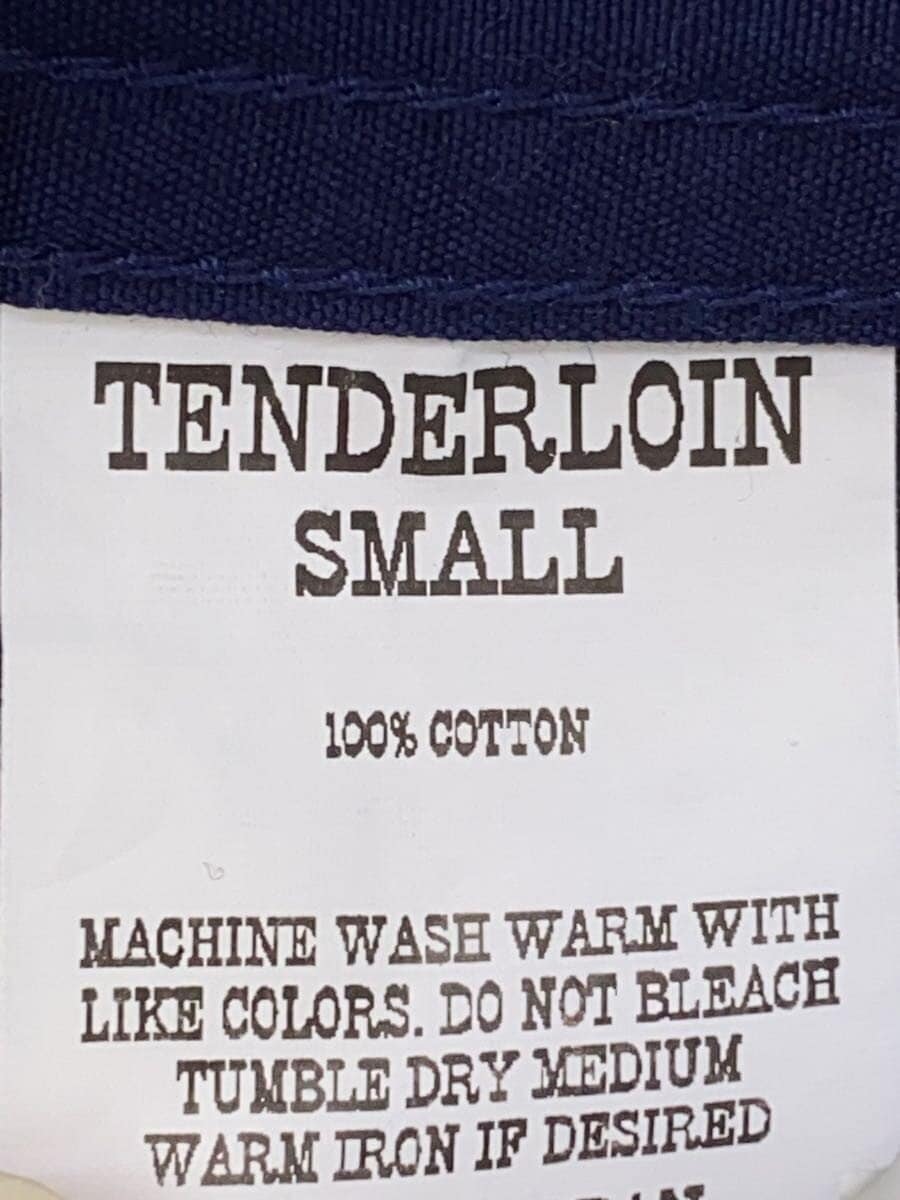 TENDERLOIN
SMALL
100% COTTON
MACHINE WASH WARM WITH
LIKE COLORS. DO NOT BLEACH
TUMBLE DRY MEDIUM
WARM IRON IF DESIRED